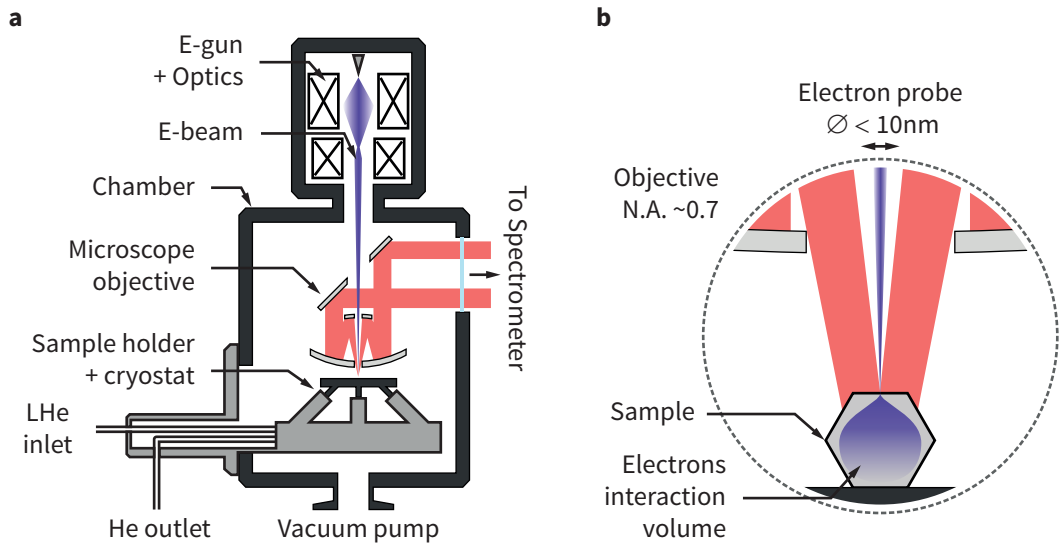 a
E-gun
+ Optics
E-beam
Chamber
Microscope
objective
Sample holder
+ cryostat
LHe
inlet
He outlet
Vacuum pump
To Spectrometer
b
Electron probe
∅ < 10nm
Objective
N.A. ~0.7
Sample
Electrons
interaction
volume